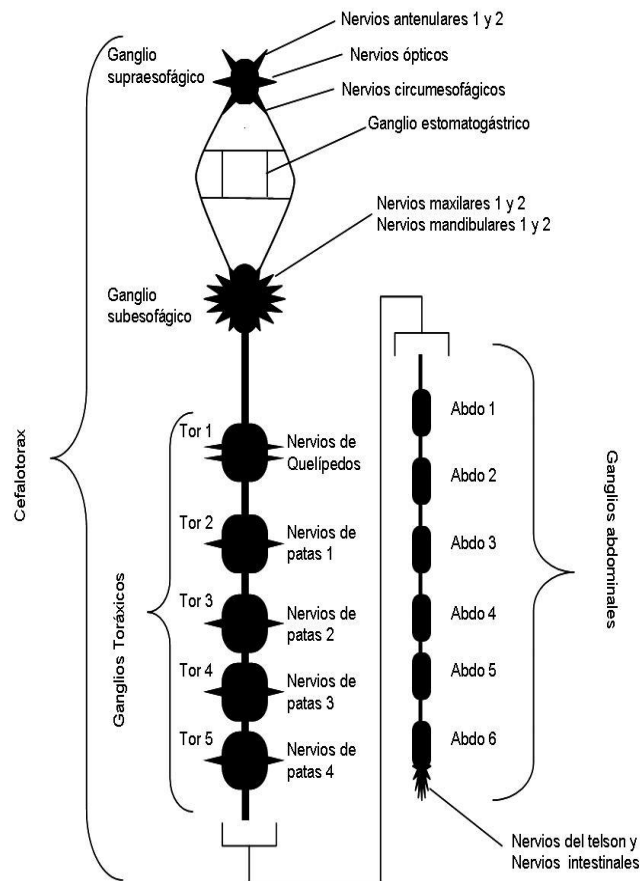 Nervios antenulares 1 y 2
Ganglio
supraesofágico
Nervios ópticos
Nervios circumesofágicos
Ganglio estomatogástrico
Nervios maxilares 1 y 2
Nervios mandibulares 1 y 2
Ganglio
subesofágico
Cefalotorax
Ganglios Toráxicos
Tor 1
Nervios de
Quelípedos
Tor 2
Nervios de
patas 1
Tor 3
Nervios de
patas 2
Tor 4
Nervios de
patas 3
Tor 5
Nervios de
patas 4
Abdo 1
Abdo 2
Abdo 3
Abdo 4
Abdo 5
Abdo 6
Ganglios abdominales
Nervios del telson y
Nervios intestinales